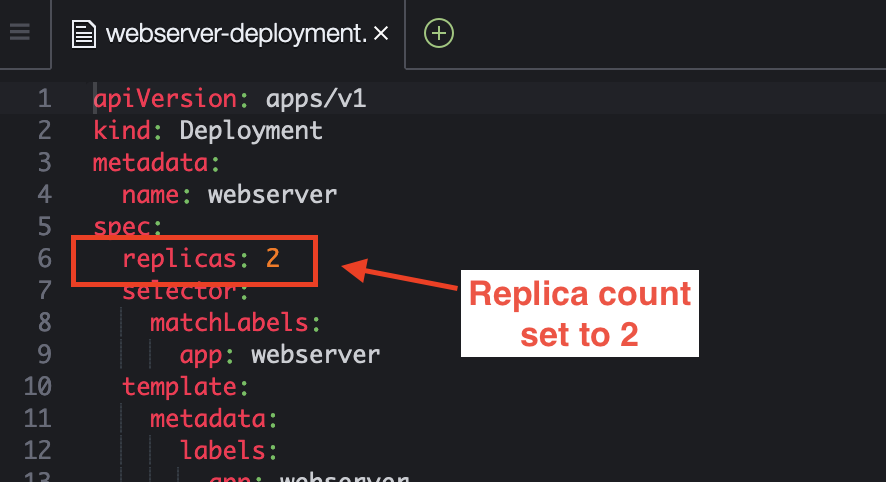 webserver-deployment.
1 apiVersion: apps/v1
2 kind: Deployment
3 metadata:
4   name: webserver
5 spec:
6   replicas: 2
7   selector:
8     matchLabels:
9       app: webserver
10   template:
11     metadata:
12       labels:
13         app: webserver
Replica count
set to 2